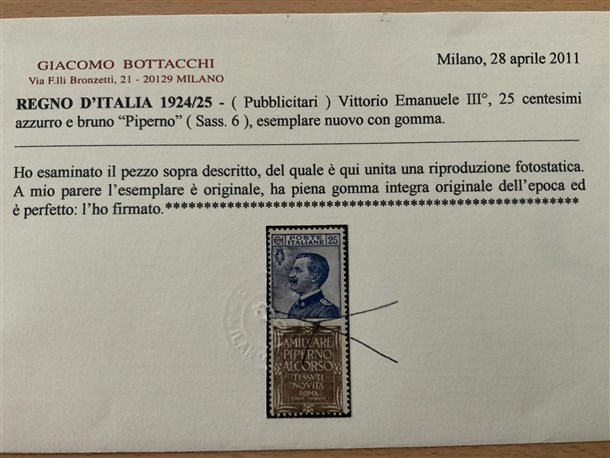 GIACOMO BOTTACCHI
Via F.lli Bronzetti, 21 - 20129 MILANO
Milano, 28 aprile 2011
REGNO D'ITALIA 1924/25 - ( Pubblicitari ) Vittorio Emanuele III°, 25 centesimi
azzurro e bruno "Piperno" ( Sass. 6 ), esemplare nuovo con gomma.
Ho esaminato il pezzo sopra descritto, del quale è qui unita una riproduzione fotostatica.
A mio parere l'esemplare è originale, ha piena gomma integra originale dell'epoca ed
è perfetto: l'ho firmato.******************************************************
POSTE 25
ITALIANE
AMILCARE
PIPERNO
AL CORSO
TESSUTI
NOVITÀ
ROMA